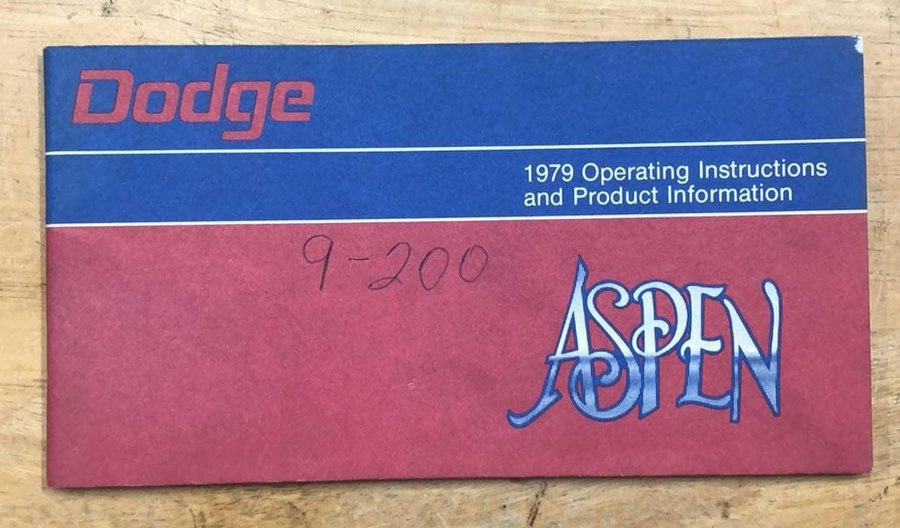 Dodge
1979 Operating Instructions
and Product Information
9-200
ASPEN